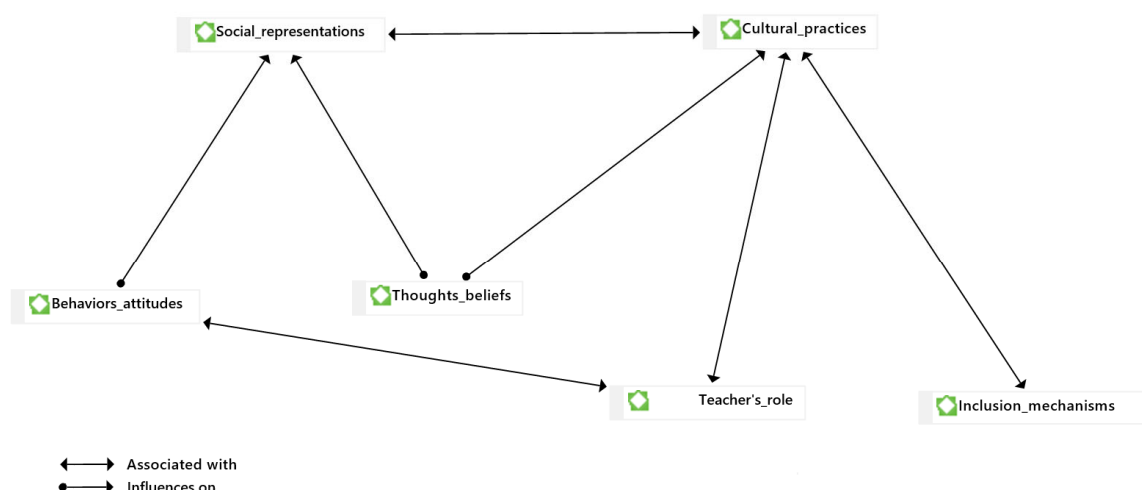 Social_representations
Cultural_practices
Behaviors_attitudes
Thoughts_beliefs
Teacher's_role
Inclusion_mechanisms
Associated with
Influences on